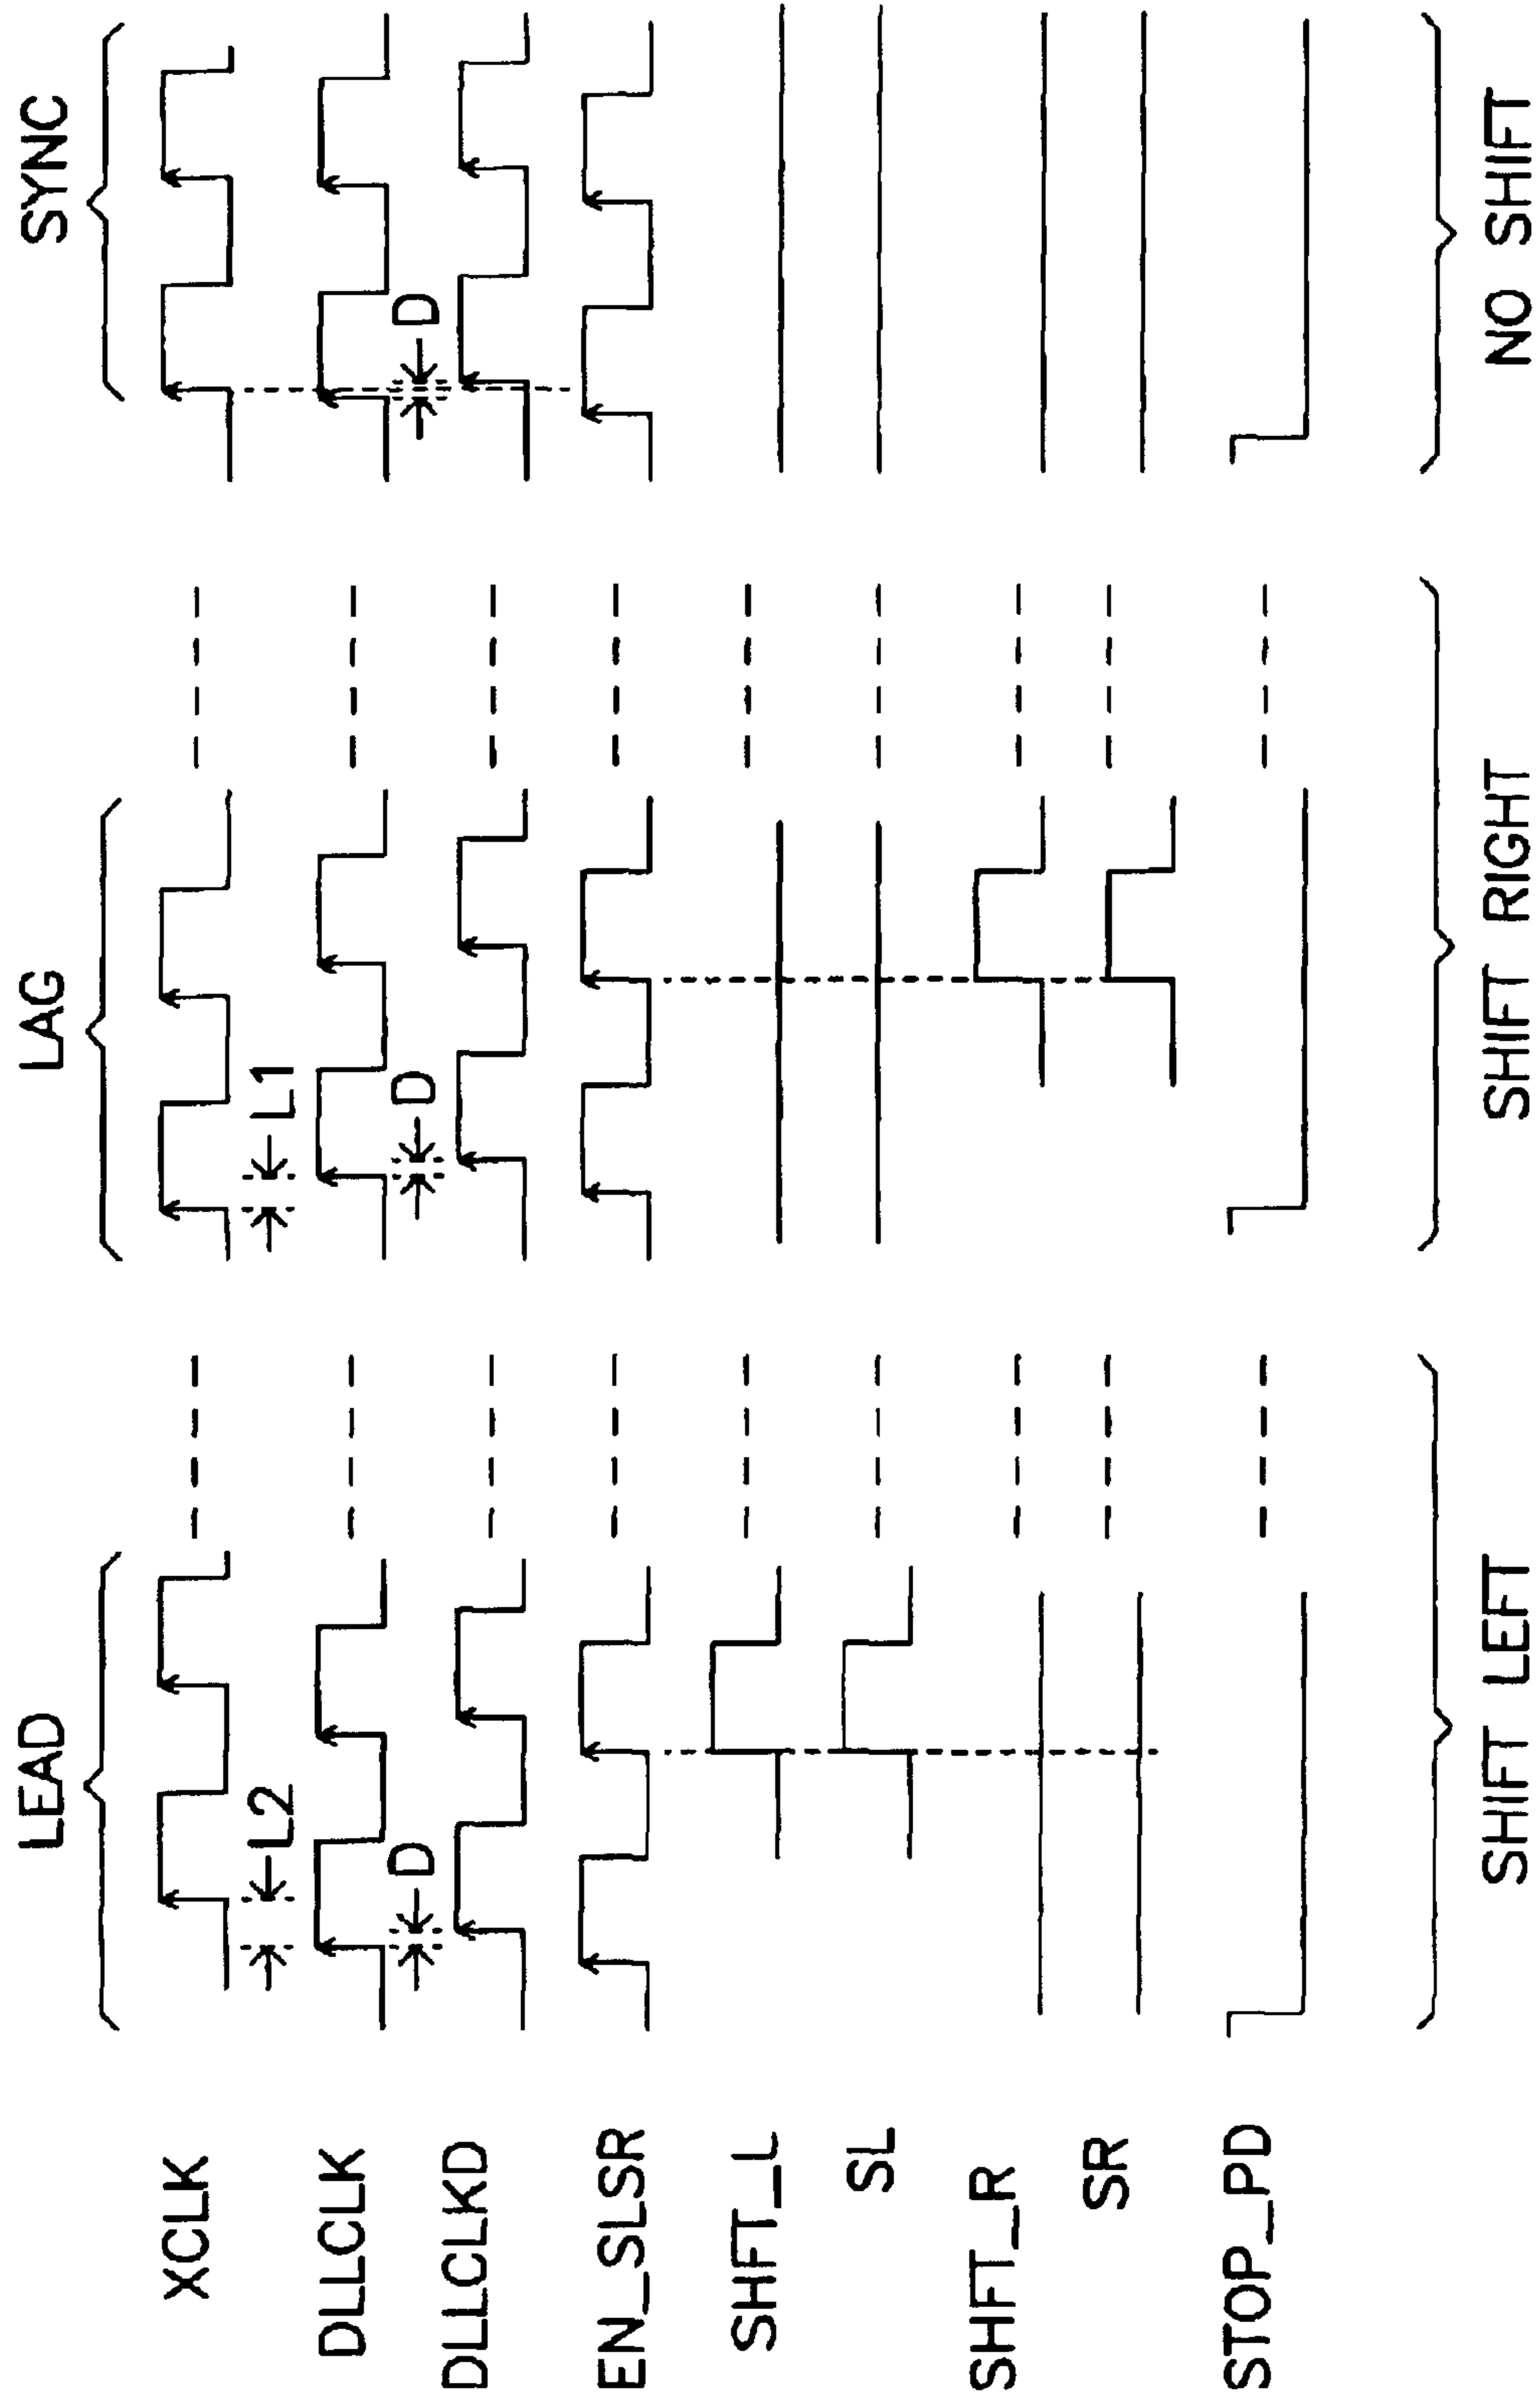 LEAD LAG SYNC
XCLK
L2 L1
DLLCLK
D D D
DLLCLKD
EN_SLSR
SHFT_L
SL
SHFT_R
SR
STOP_PD
SHIFT LEFT SHIFT RIGHT NO SHIFT